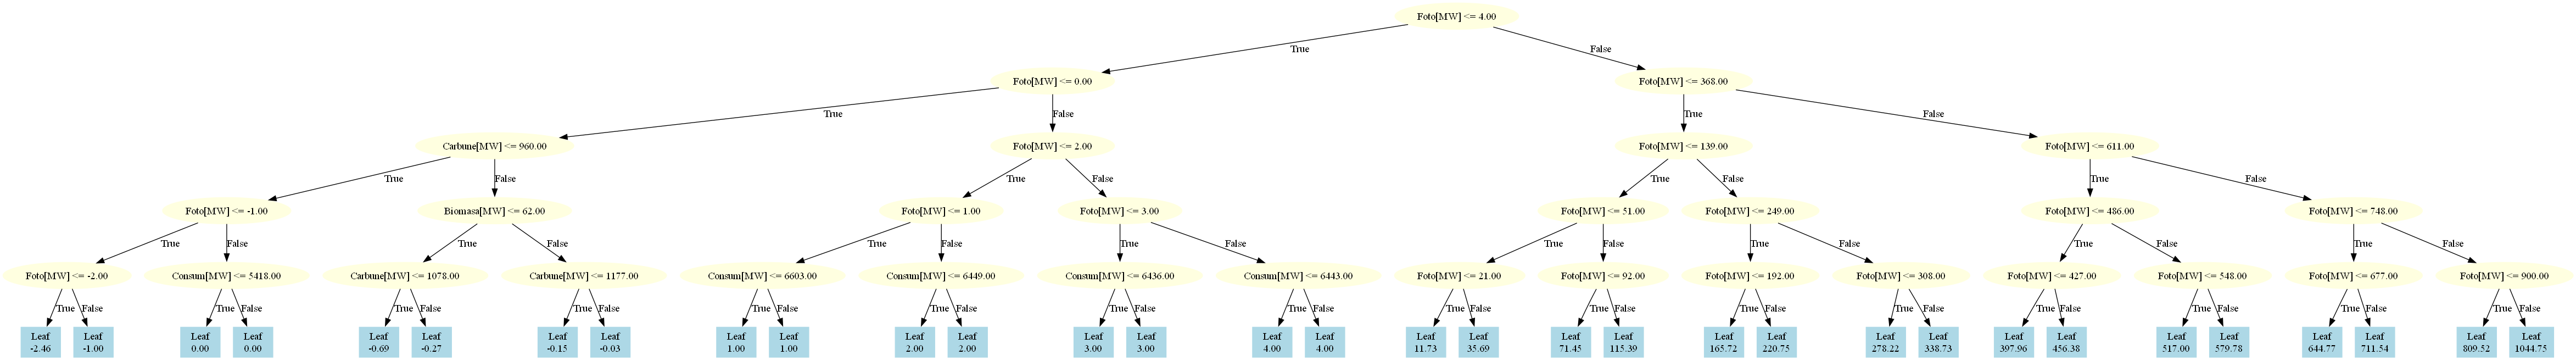 Foto[MW] <= 4.00
True
False
Foto[MW] <= 0.00
Foto[MW] <= 368.00
True
False
True
False
Carbune[MW] <= 960.00
Foto[MW] <= 2.00
Foto[MW] <= 139.00
Foto[MW] <= 611.00
True
False
True
False
True
False
True
False
Foto[MW] <= -1.00
Biomasa[MW] <= 62.00
Foto[MW] <= 1.00
Foto[MW] <= 3.00
Foto[MW] <= 51.00
Foto[MW] <= 249.00
Foto[MW] <= 486.00
Foto[MW] <= 748.00
True
False
True
False
True
False
True
False
True
False
True
False
True
False
True
False
Foto[MW] <= -2.00
Consum[MW] <= 5418.00
Carbune[MW] <= 1078.00
Carbune[MW] <= 1177.00
Consum[MW] <= 6603.00
Consum[MW] <= 6449.00
Consum[MW] <= 6436.00
Consum[MW] <= 6443.00
Foto[MW] <= 21.00
Foto[MW] <= 92.00
Foto[MW] <= 192.00
Foto[MW] <= 308.00
Foto[MW] <= 427.00
Foto[MW] <= 548.00
Foto[MW] <= 677.00
Foto[MW] <= 900.00
True
False
True
False
True
False
True
False
True
False
True
False
True
False
True
False
True
False
True
False
True
False
True
False
True
False
True
False
True
False
True
False
Leaf
-2.46
Leaf
-1.00
Leaf
0.00
Leaf
0.00
Leaf
-0.69
Leaf
-0.27
Leaf
-0.15
Leaf
-0.03
Leaf
1.00
Leaf
1.00
Leaf
2.00
Leaf
2.00
Leaf
3.00
Leaf
3.00
Leaf
4.00
Leaf
4.00
Leaf
11.73
Leaf
35.69
Leaf
71.45
Leaf
115.39
Leaf
165.72
Leaf
220.75
Leaf
278.22
Leaf
338.73
Leaf
397.96
Leaf
456.38
Leaf
517.00
Leaf
579.78
Leaf
644.77
Leaf
711.54
Leaf
809.52
Leaf
1044.75